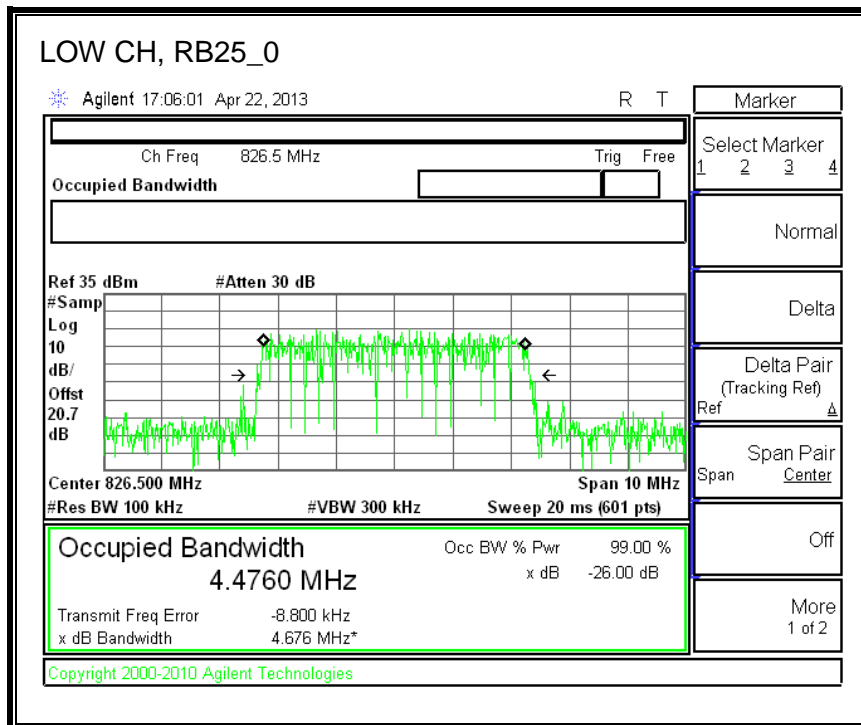 LOW CH, RB25_0
Agilent 17:06:01 Apr 22, 2013 R T
Ch Freq 826.5 MHz Trig Free
Occupied Bandwidth
Ref 35 dBm #Atten 30 dB
#Samp
Log
10
dB/
Offst
20.7
dB
Center 826.500 MHz Span 10 MHz
#Res BW 100 kHz #VBW 300 kHz Sweep 20 ms (601 pts)
Occupied Bandwidth
4.4760 MHz
Occ BW % Pwr 99.00 %
x dB -26.00 dB
Transmit Freq Error -8.800 kHz
x dB Bandwidth 4.676 MHz*
Copyright 2000-2010 Agilent Technologies
Marker
Select Marker
1 2 3 4
Normal
Delta
Delta Pair
(Tracking Ref)
Ref Δ
Span Pair
Span Center
Off
More
1 of 2